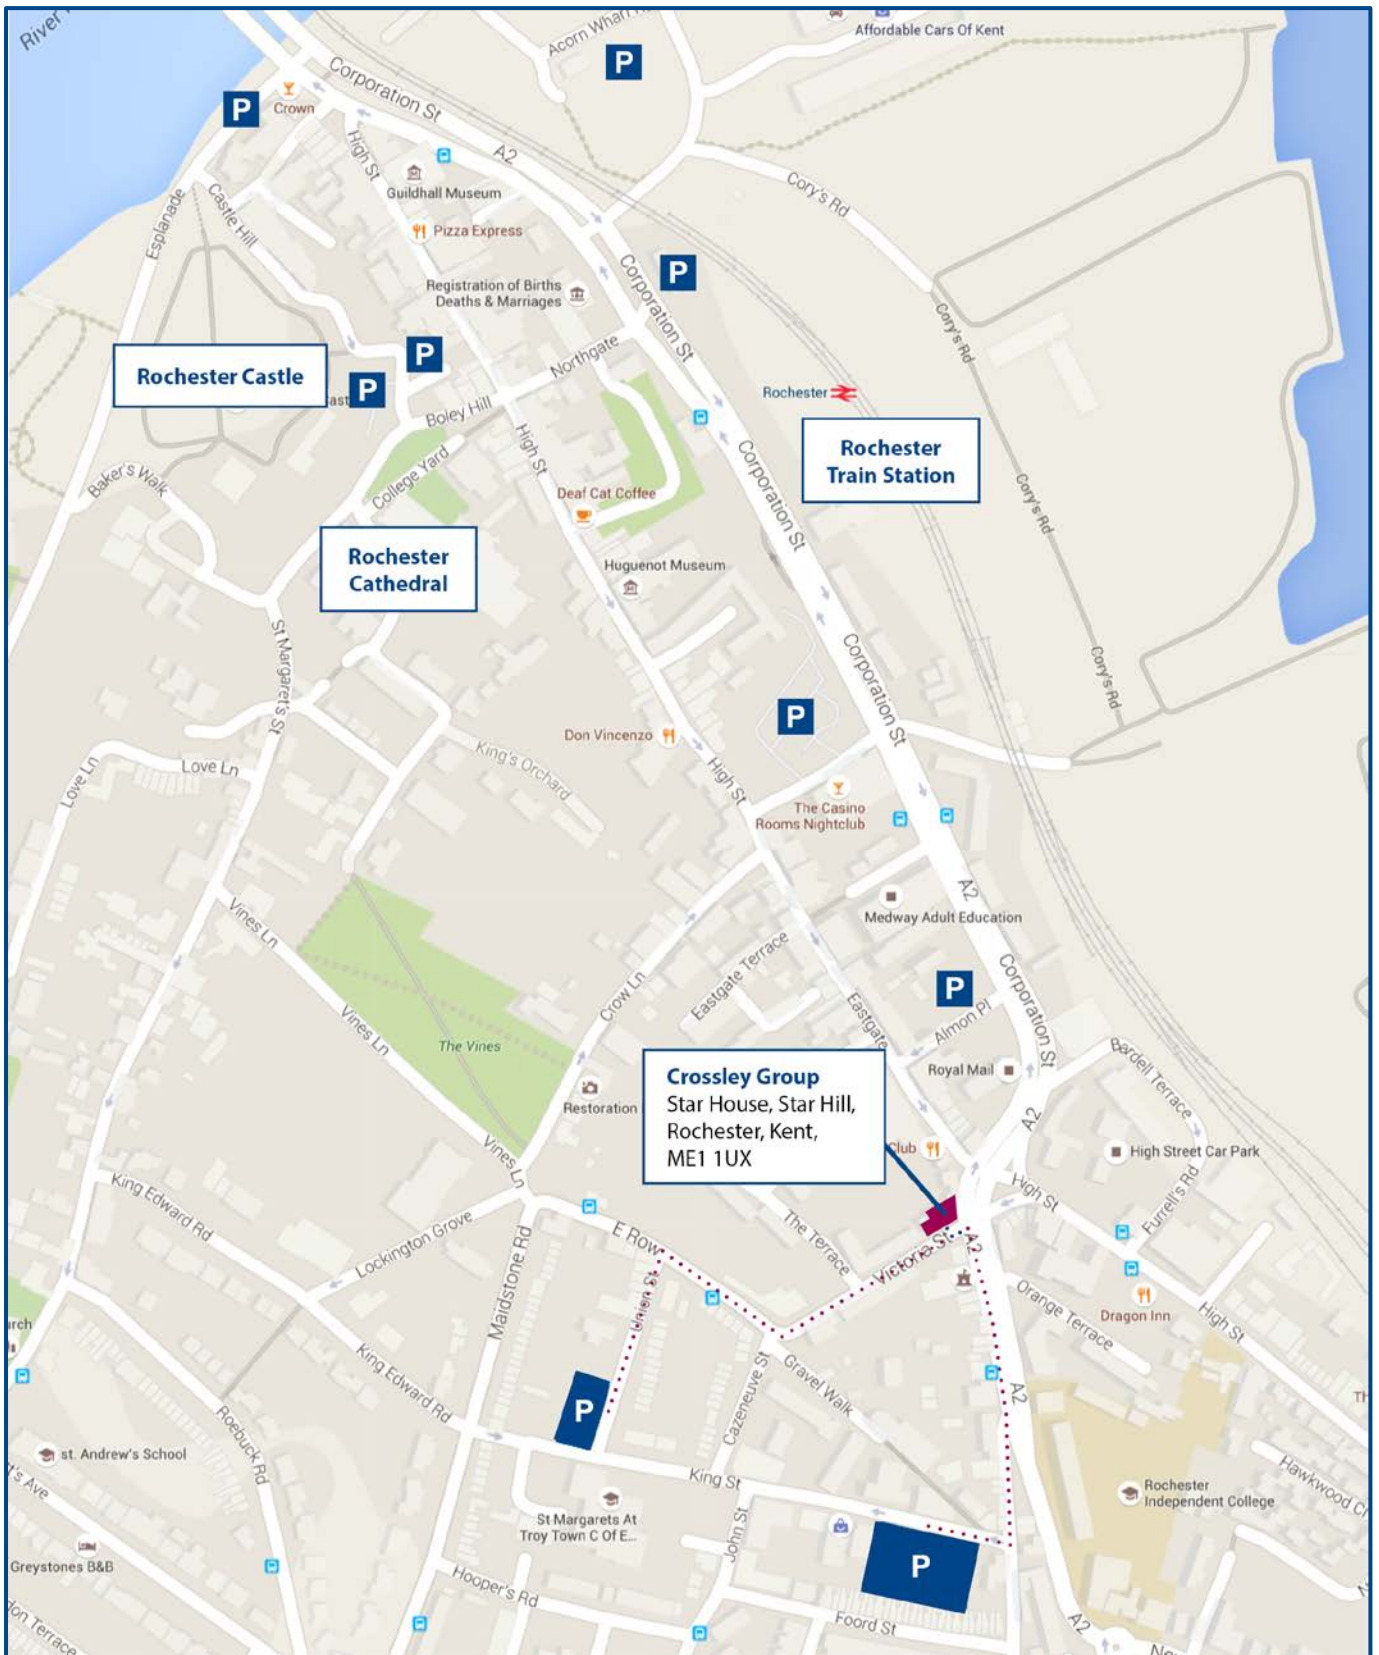 River
Acorn Wharf R
Affordable Cars Of Kent
P
Corporation St
P
Crown
A2
High St
Guildhall Museum
Cory's Rd
Esplanade
Castle Hill
Pizza Express
Corporation St
P
Registration of Births
Deaths & Marriages
Cory's Rd
Northgate
P
Rochester Castle
P
Rochester
Boley Hill
High St
Rochester
Train Station
Corporation St
College Yard
Baker's Walk
Deaf Cat Coffee
Cory's Rd
Rochester
Cathedral
Huguenot Museum
St Margaret's St
Corporation St
Cory's Rd
P
Don Vincenzo
King's Orchard
Love Ln
Love Ln
High St
The Casino
Rooms Nightclub
A2
Medway Adult Education
Vines Ln
Eastgate Terrace
Crow Ln
P
Corporation St
Eastgate
Almon Pl
Vines Ln
The Vines
Royal Mail
Bardell Terrace
Crossley Group
Star House, Star Hill,
Rochester, Kent,
ME1 1UX
Restoration
A2
Club
High Street Car Park
Vines Ln
King Edward Rd
High St
Furrell's Rd
Lockington Grove
E Row
The Terrace
Victoria St
A2
Maidstone Rd
Union St
Orange Terrace
Dragon Inn
High St
urch
King Edward Rd
Cazeneuve St
Gravel Walk
A2
Th
P
Roebuck Rd
st. Andrew's School
King St
Hawkwood Cl
Rochester
Independent College
t's Ave
St Margarets At
Troy Town C Of E...
John St
P
Greystones B&B
Hooper's Rd
Foord St
don Terrace
A2
Ne